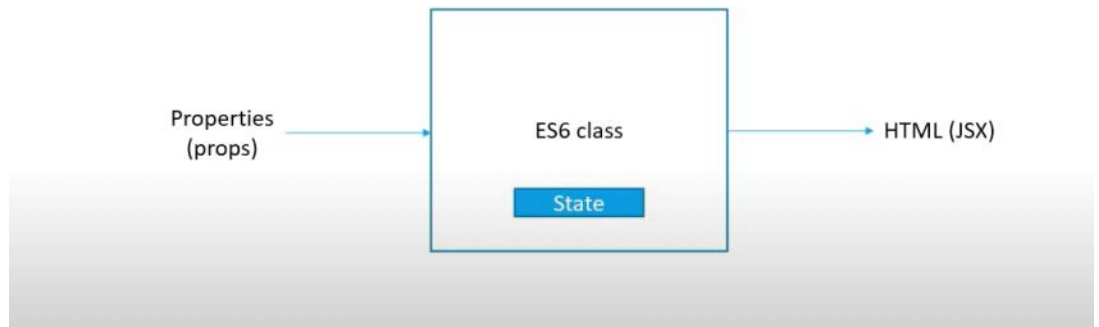 Properties
(props)
ES6 class
State
HTML (JSX)